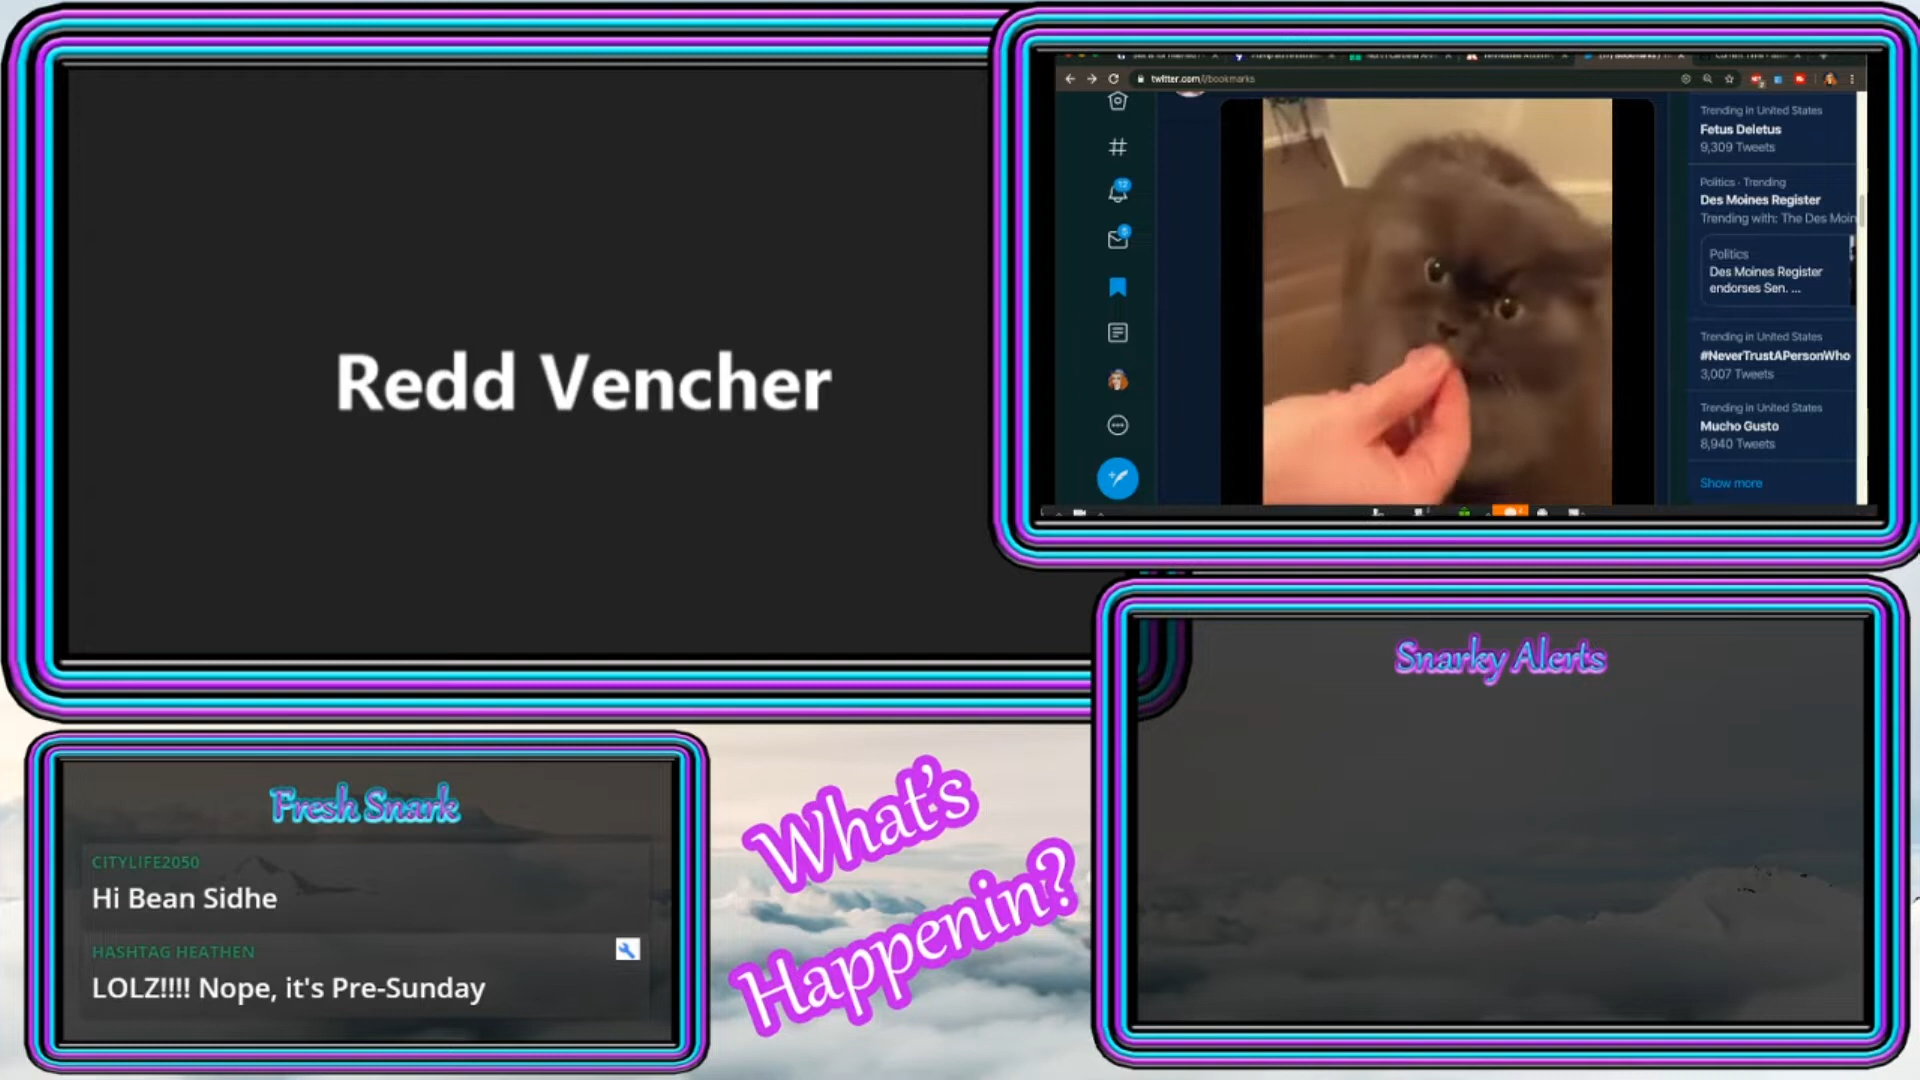 Redd Vencher
twitter.com/i/bookmarks
12
Trending in United States
Fetus Deletus
9,309 Tweets
Politics · Trending
Des Moines Register
Trending with: The Des Moin
Politics
Des Moines Register
endorses Sen. ...
Trending in United States
#NeverTrustAPersonWho
3,007 Tweets
Trending in United States
Mucho Gusto
8,940 Tweets
Show more
Snarky Alerts
Fresh Snark
CITYLIFE2050
Hi Bean Sidhe
HASHTAG HEATHEN
LOLZ!!!! Nope, it's Pre-Sunday
What's
Happenin?